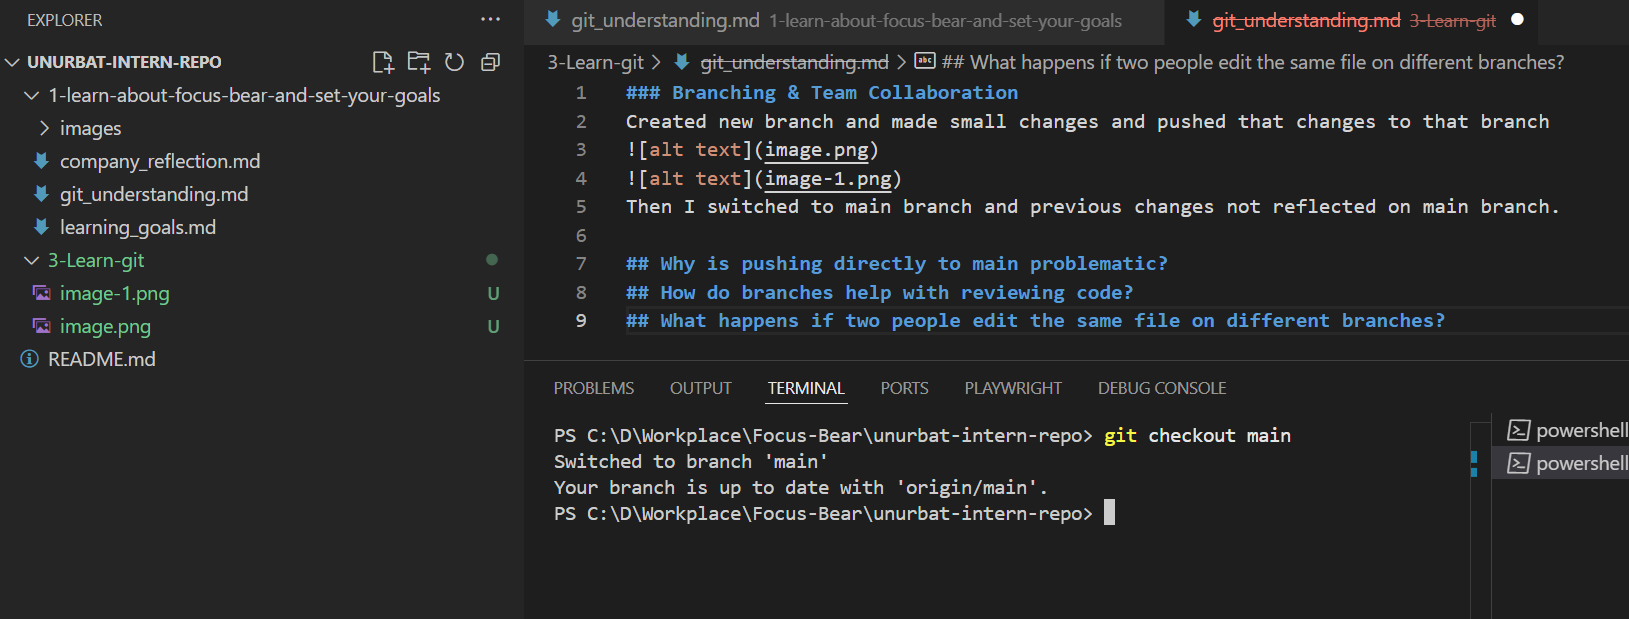 EXPLORER
UNURBAT-INTERN-REPO
1-learn-about-focus-bear-and-set-your-goals
images
company_reflection.md
git_understanding.md
learning_goals.md
3-Learn-git
image-1.png U
image.png U
README.md
git_understanding.md 1-learn-about-focus-bear-and-set-your-goals
git_understanding.md 3-Learn-git
3-Learn-git > git_understanding.md > abc ## What happens if two people edit the same file on different branches?
1 ### Branching & Team Collaboration
2 Created new branch and made small changes and pushed that changes to that branch
3 ![alt text](image.png)
4 ![alt text](image-1.png)
5 Then I switched to main branch and previous changes not reflected on main branch.
6
7 ## Why is pushing directly to main problematic?
8 ## How do branches help with reviewing code?
9 ## What happens if two people edit the same file on different branches?
PROBLEMS OUTPUT TERMINAL PORTS PLAYWRIGHT DEBUG CONSOLE
PS C:\D\Workplace\Focus-Bear\unurbat-intern-repo> git checkout main
Switched to branch 'main'
Your branch is up to date with 'origin/main'.
PS C:\D\Workplace\Focus-Bear\unurbat-intern-repo>
powershell
powershell